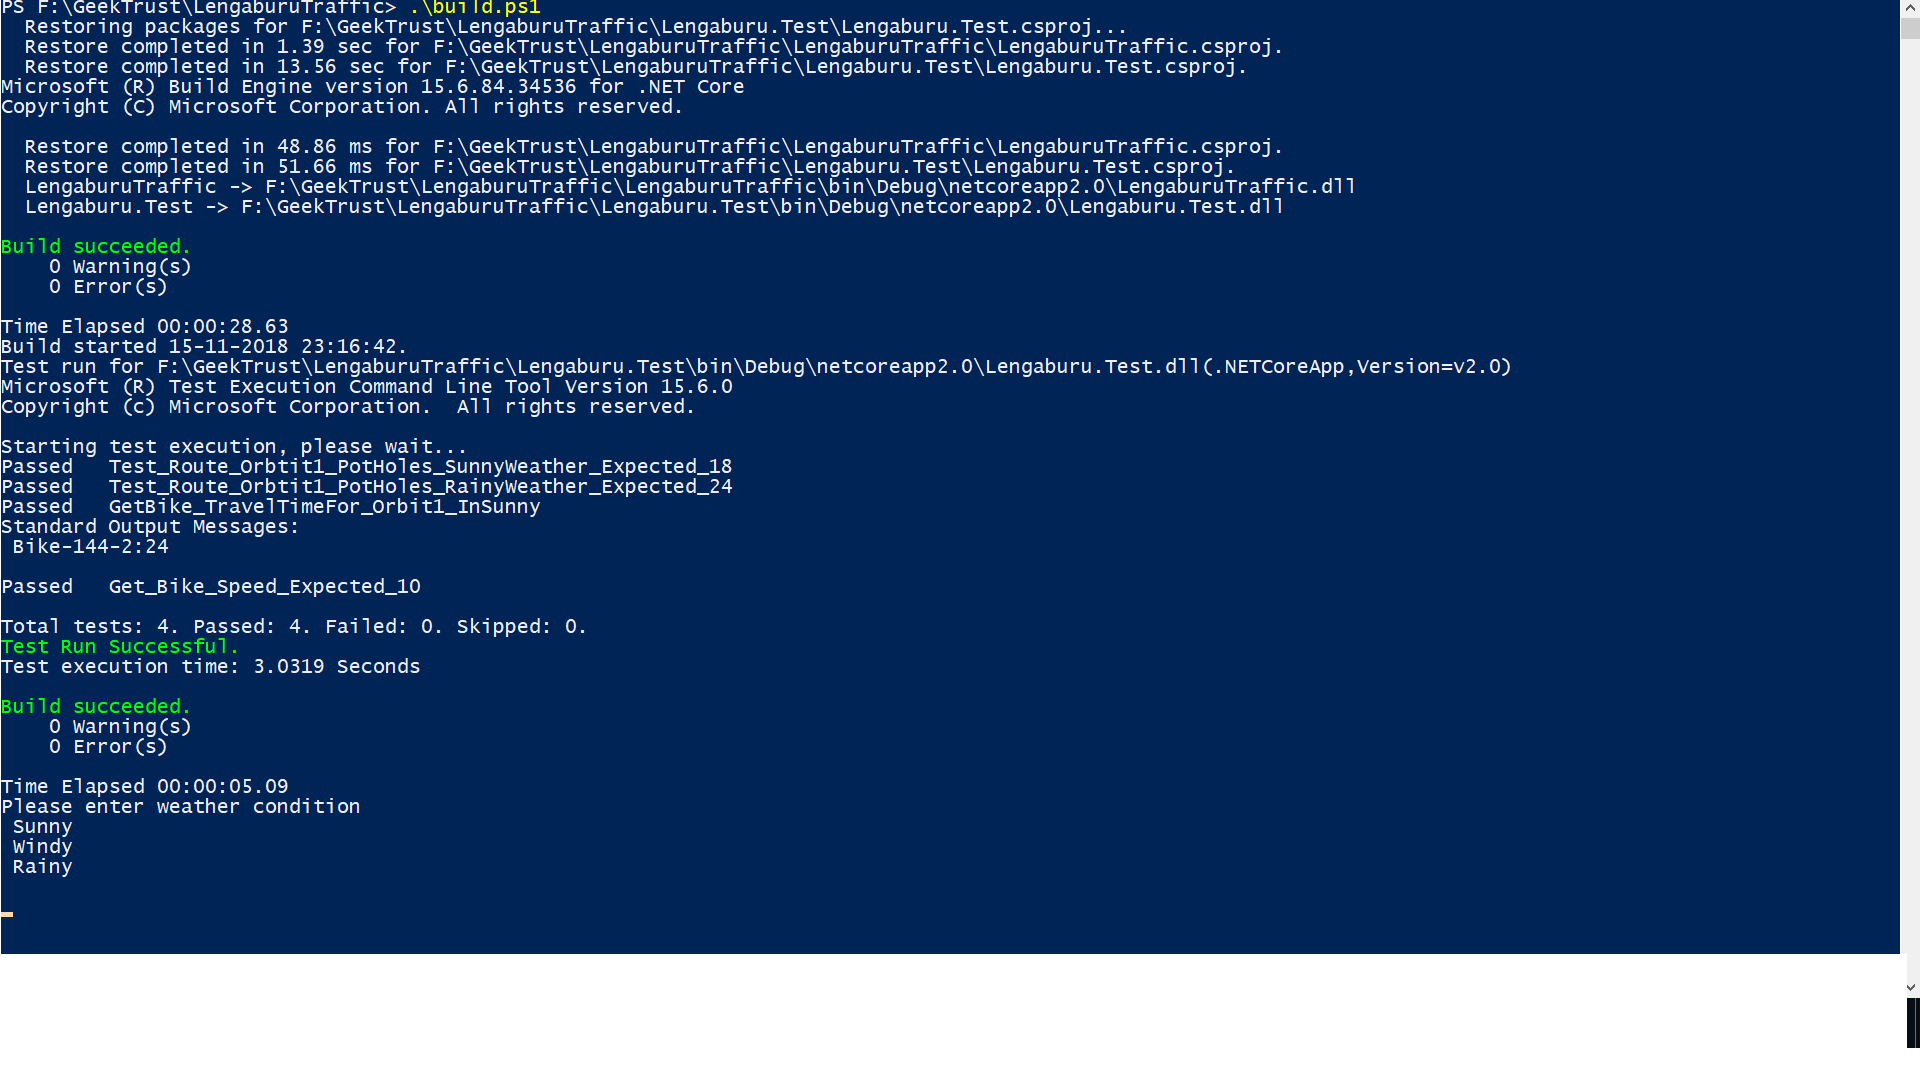 PS F:\GeekTrust\LengaburuTraffic> .\build.ps1
  Restoring packages for F:\GeekTrust\LengaburuTraffic\Lengaburu.Test\Lengaburu.Test.csproj...
  Restore completed in 1.39 sec for F:\GeekTrust\LengaburuTraffic\LengaburuTraffic\LengaburuTraffic.csproj.
  Restore completed in 13.56 sec for F:\GeekTrust\LengaburuTraffic\Lengaburu.Test\Lengaburu.Test.csproj.
Microsoft (R) Build Engine version 15.6.84.34536 for .NET Core
Copyright (C) Microsoft Corporation. All rights reserved.

  Restore completed in 48.86 ms for F:\GeekTrust\LengaburuTraffic\LengaburuTraffic\LengaburuTraffic.csproj.
  Restore completed in 51.66 ms for F:\GeekTrust\LengaburuTraffic\Lengaburu.Test\Lengaburu.Test.csproj.
  LengaburuTraffic -> F:\GeekTrust\LengaburuTraffic\LengaburuTraffic\bin\Debug\netcoreapp2.0\LengaburuTraffic.dll
  Lengaburu.Test -> F:\GeekTrust\LengaburuTraffic\Lengaburu.Test\bin\Debug\netcoreapp2.0\Lengaburu.Test.dll

Build succeeded.
    0 Warning(s)
    0 Error(s)

Time Elapsed 00:00:28.63
Build started 15-11-2018 23:16:42.
Test run for F:\GeekTrust\LengaburuTraffic\Lengaburu.Test\bin\Debug\netcoreapp2.0\Lengaburu.Test.dll(.NETCoreApp,Version=v2.0)
Microsoft (R) Test Execution Command Line Tool Version 15.6.0
Copyright (c) Microsoft Corporation.  All rights reserved.

Starting test execution, please wait...
Passed   Test_Route_Orbtit1_PotHoles_SunnyWeather_Expected_18
Passed   Test_Route_Orbtit1_PotHoles_RainyWeather_Expected_24
Passed   GetBike_TravelTimeFor_Orbit1_InSunny
Standard Output Messages:
 Bike-144-2:24

Passed   Get_Bike_Speed_Expected_10

Total tests: 4. Passed: 4. Failed: 0. Skipped: 0.
Test Run Successful.
Test execution time: 3.0319 Seconds

Build succeeded.
    0 Warning(s)
    0 Error(s)

Time Elapsed 00:00:05.09
Please enter weather condition
 Sunny
 Windy
 Rainy